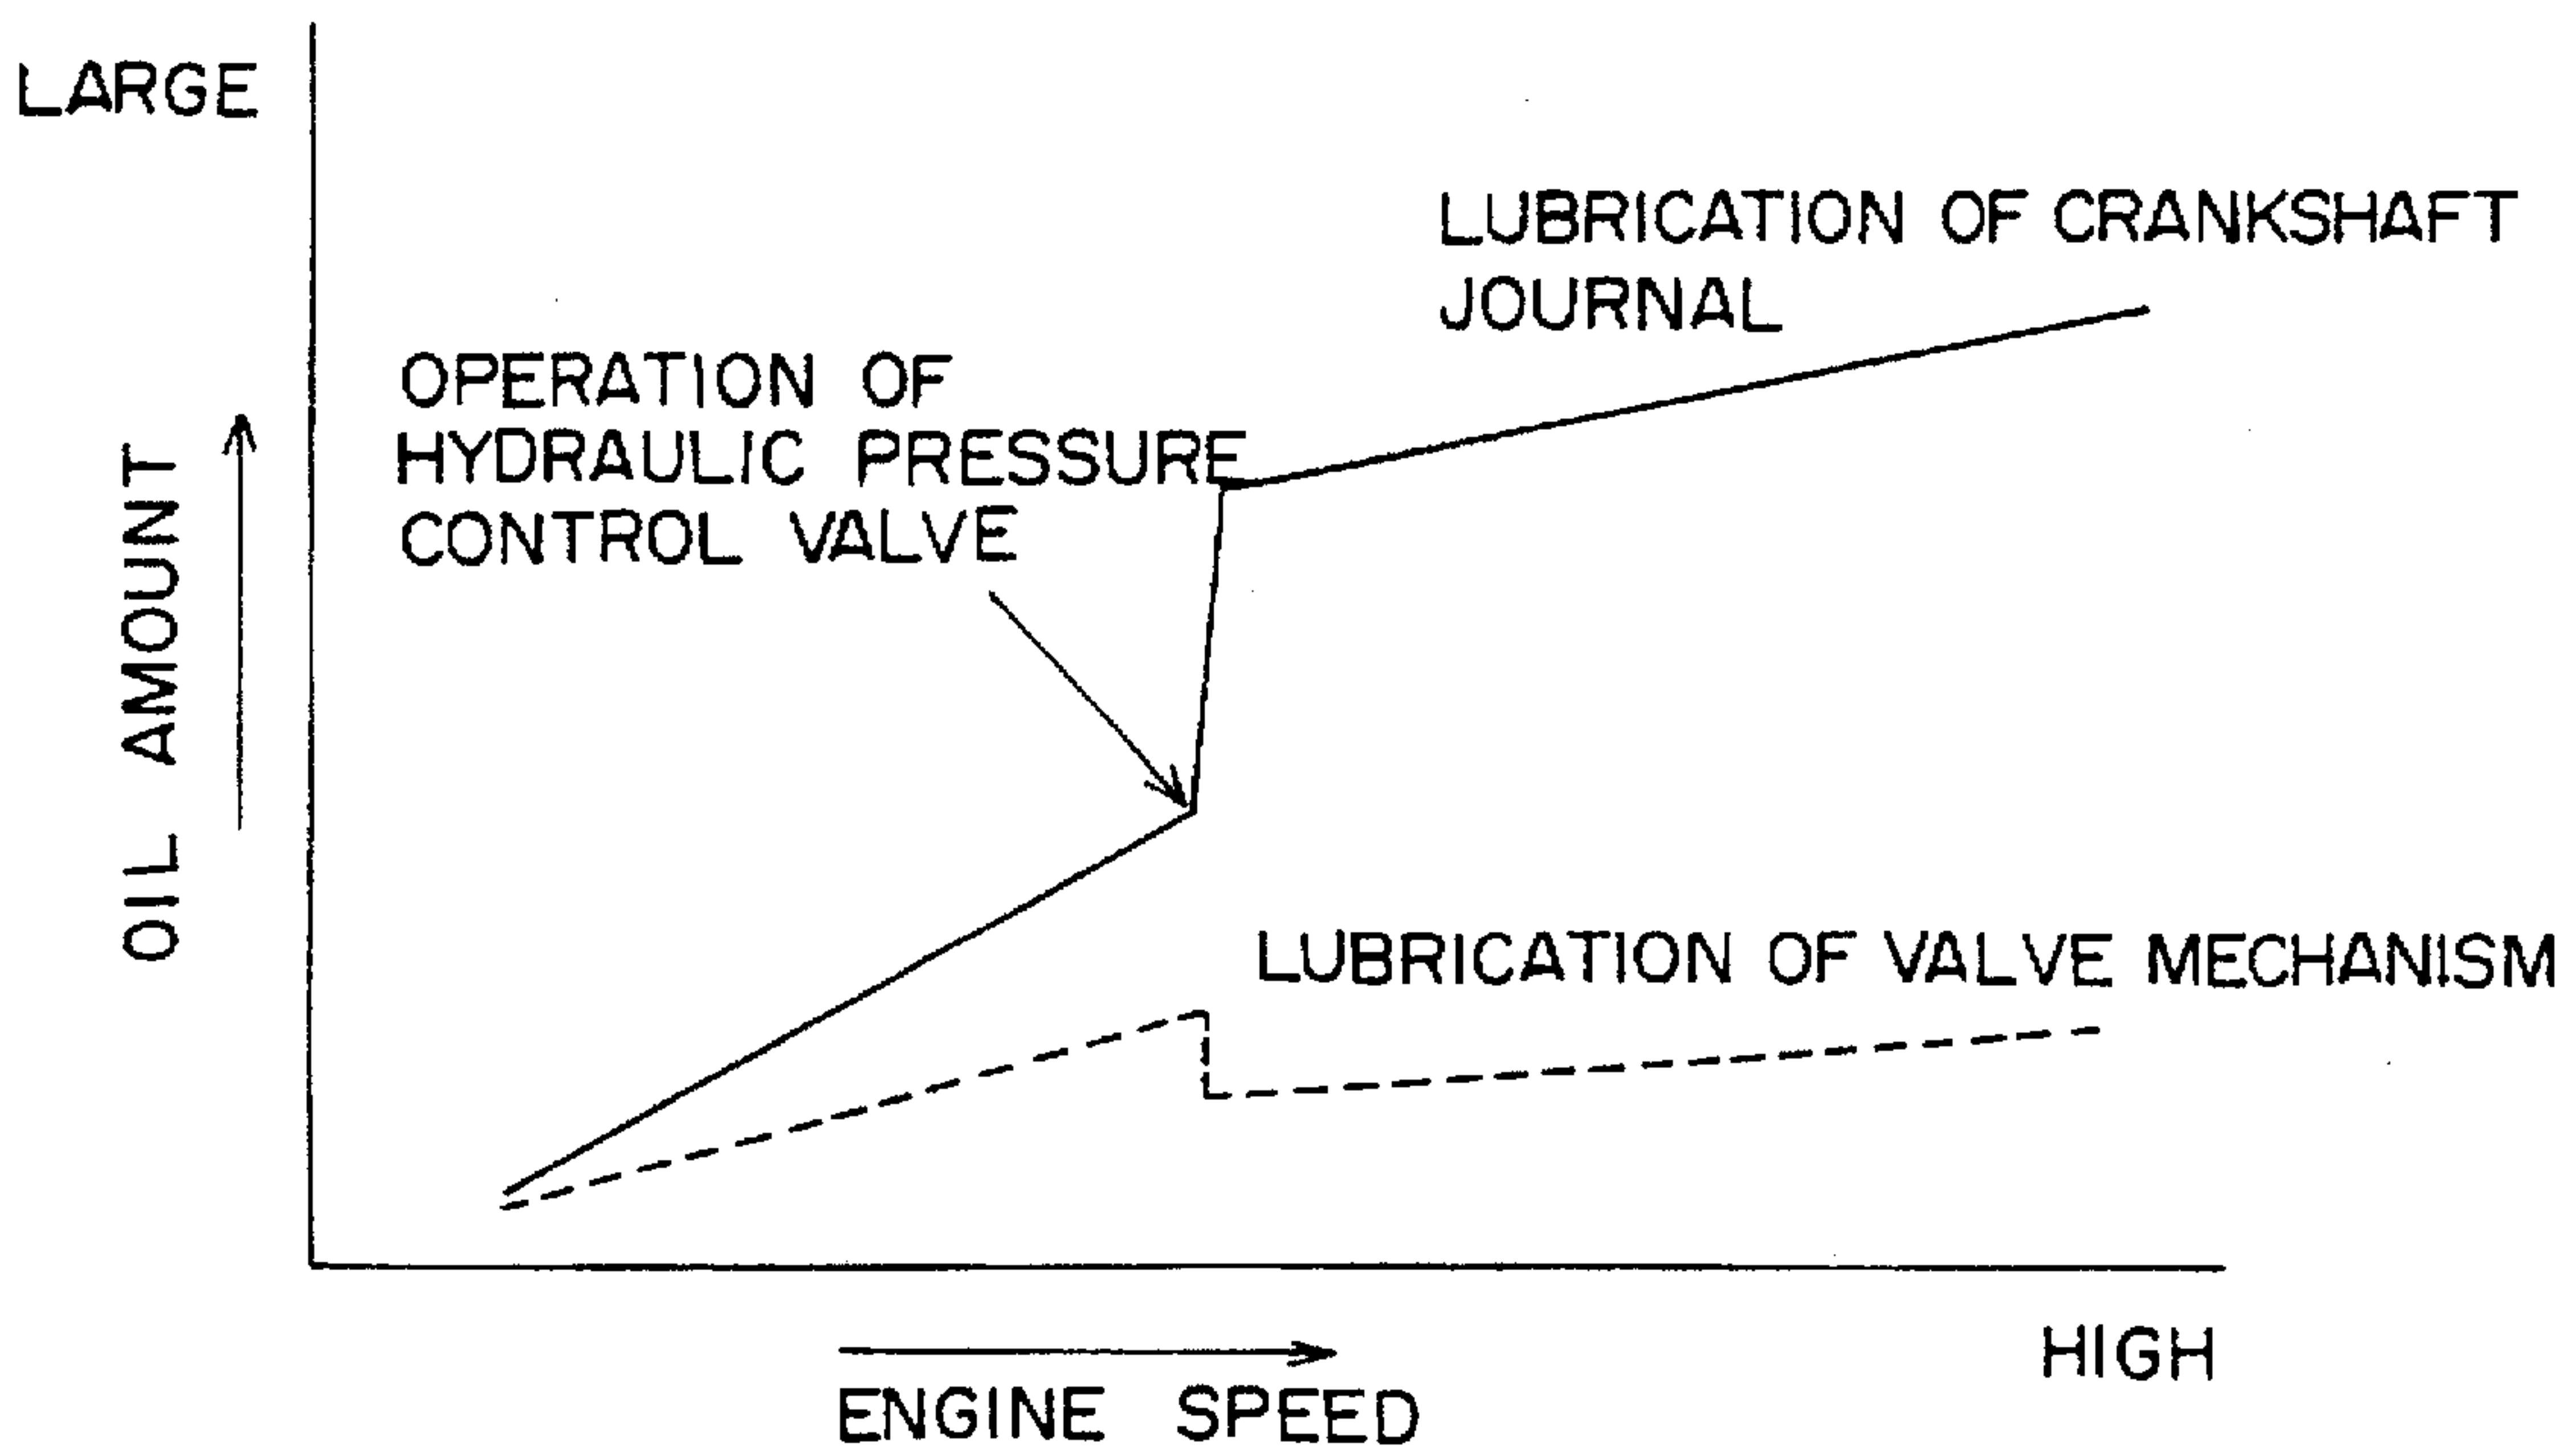 LARGE
LUBRICATION OF CRANKSHAFT
JOURNAL
OPERATION OF
HYDRAULIC PRESSURE
CONTROL VALVE
OIL AMOUNT
LUBRICATION OF VALVE MECHANISM
HIGH
ENGINE SPEED